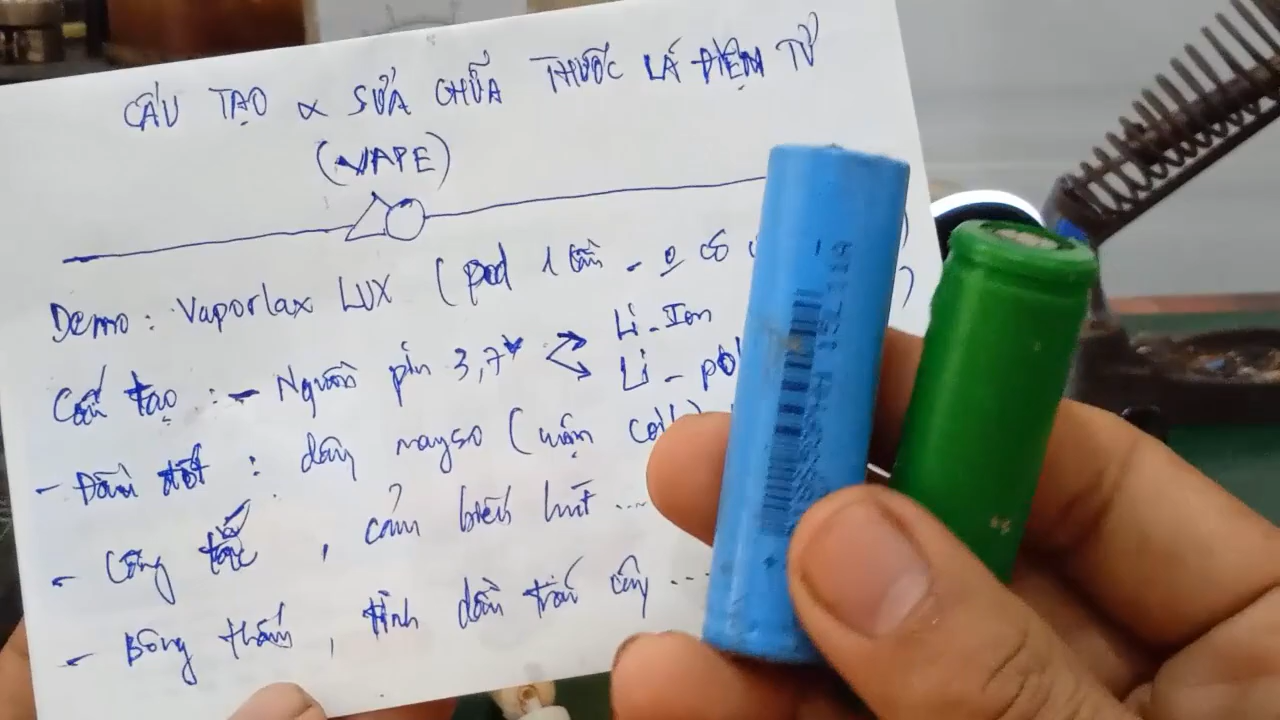 CẤU TẠO & SỬA CHỮA THUỐC LÁ ĐIỆN TỬ
(VAPE)
Demo: Vaporlax LUX (pod 1 lần - 0 có
Cấu tạo : - Nguồn pin 3,7V
Li-Ion
Li-pol
- Đầu đốt : dây mayso (cuộn coil)
- Công tắc, cảm biến hút ....
- Bông thấm, tinh dầu trái cây ....